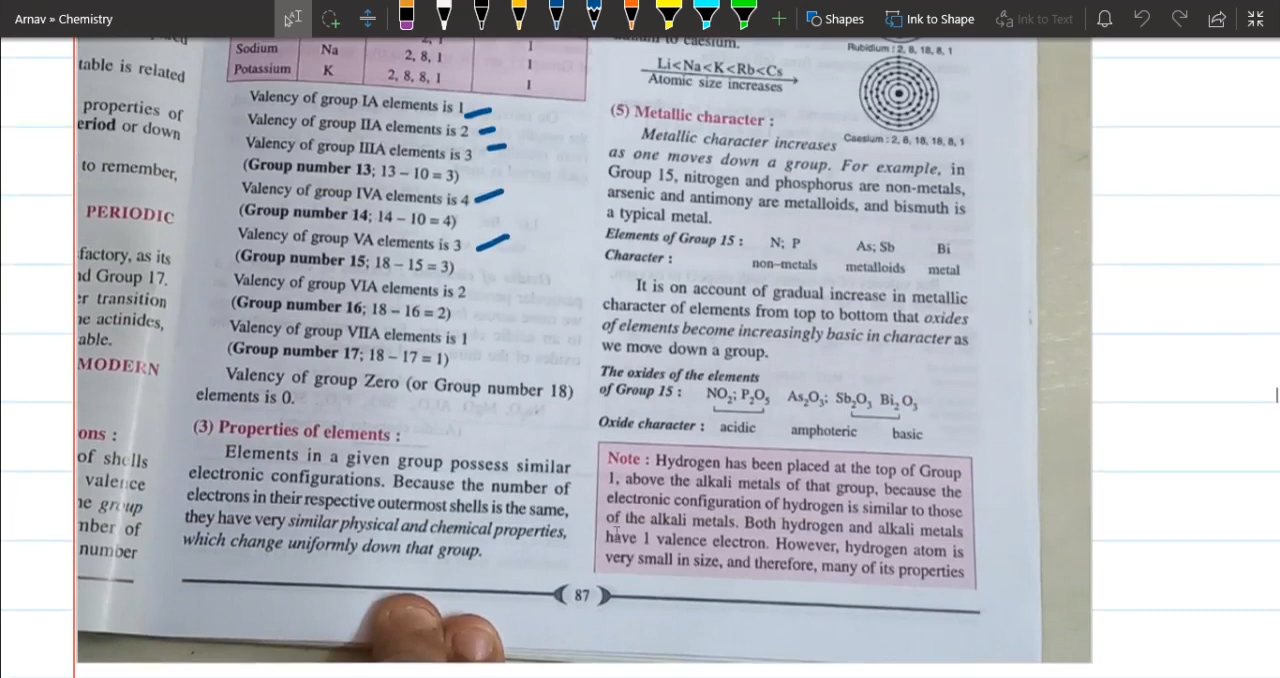 Arnav » Chemistry
Shapes
Ink to Shape
Ink to Text
table is related
properties of
eriod or down
to remember,
PERIODIC
factory, as its
nd Group 17.
er transition
ne actinides,
able.
MODERN
ons :
of shells
valence
he group
mber of
number
Sodium Na 2, 8, 1 1
Potassium K 2, 8, 8, 1 1
Valency of group IA elements is 1
Valency of group IIA elements is 2
Valency of group IIIA elements is 3
(Group number 13; 13 – 10 = 3)
Valency of group IVA elements is 4
(Group number 14; 14 – 10 = 4)
Valency of group VA elements is 3
(Group number 15; 18 – 15 = 3)
Valency of group VIA elements is 2
(Group number 16; 18 – 16 = 2)
Valency of group VIIA elements is 1
(Group number 17; 18 – 17 = 1)
Valency of group Zero (or Group number 18)
elements is 0.
(3) Properties of elements :
Elements in a given group possess similar
electronic configurations. Because the number of
electrons in their respective outermost shells is the same,
they have very similar physical and chemical properties,
which change uniformly down that group.
to caesium.
Li<Na<K<Rb<Cs
Atomic size increases
Rubidium : 2, 8, 18, 8, 1
Caesium : 2, 8, 18, 18, 8, 1
(5) Metallic character :
Metallic character increases
as one moves down a group. For example, in
Group 15, nitrogen and phosphorus are non-metals,
arsenic and antimony are metalloids, and bismuth is
a typical metal.
Elements of Group 15 : N; P As; Sb Bi
Character : non-metals metalloids metal
It is on account of gradual increase in metallic
character of elements from top to bottom that oxides
of elements become increasingly basic in character as
we move down a group.
The oxides of the elements
of Group 15 : NO₂; P₂O₅ As₂O₃; Sb₂O₃ Bi₂O₃
Oxide character : acidic amphoteric basic
Note : Hydrogen has been placed at the top of Group
1, above the alkali metals of that group, because the
electronic configuration of hydrogen is similar to those
of the alkali metals. Both hydrogen and alkali metals
have 1 valence electron. However, hydrogen atom is
very small in size, and therefore, many of its properties
87